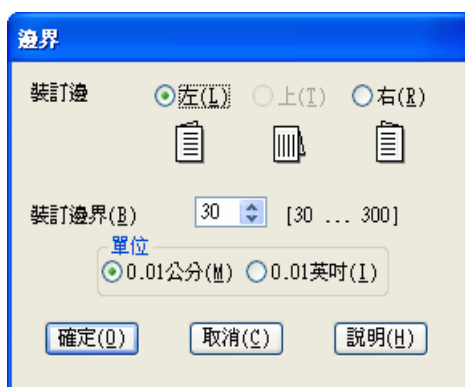 邊界
裝訂邊 左(L) 上(T) 右(R)
裝訂邊界(B) 30 [30 ... 300]
單位
0.01公分(M) 0.01英吋(I)
確定(O) 取消(C) 說明(H)